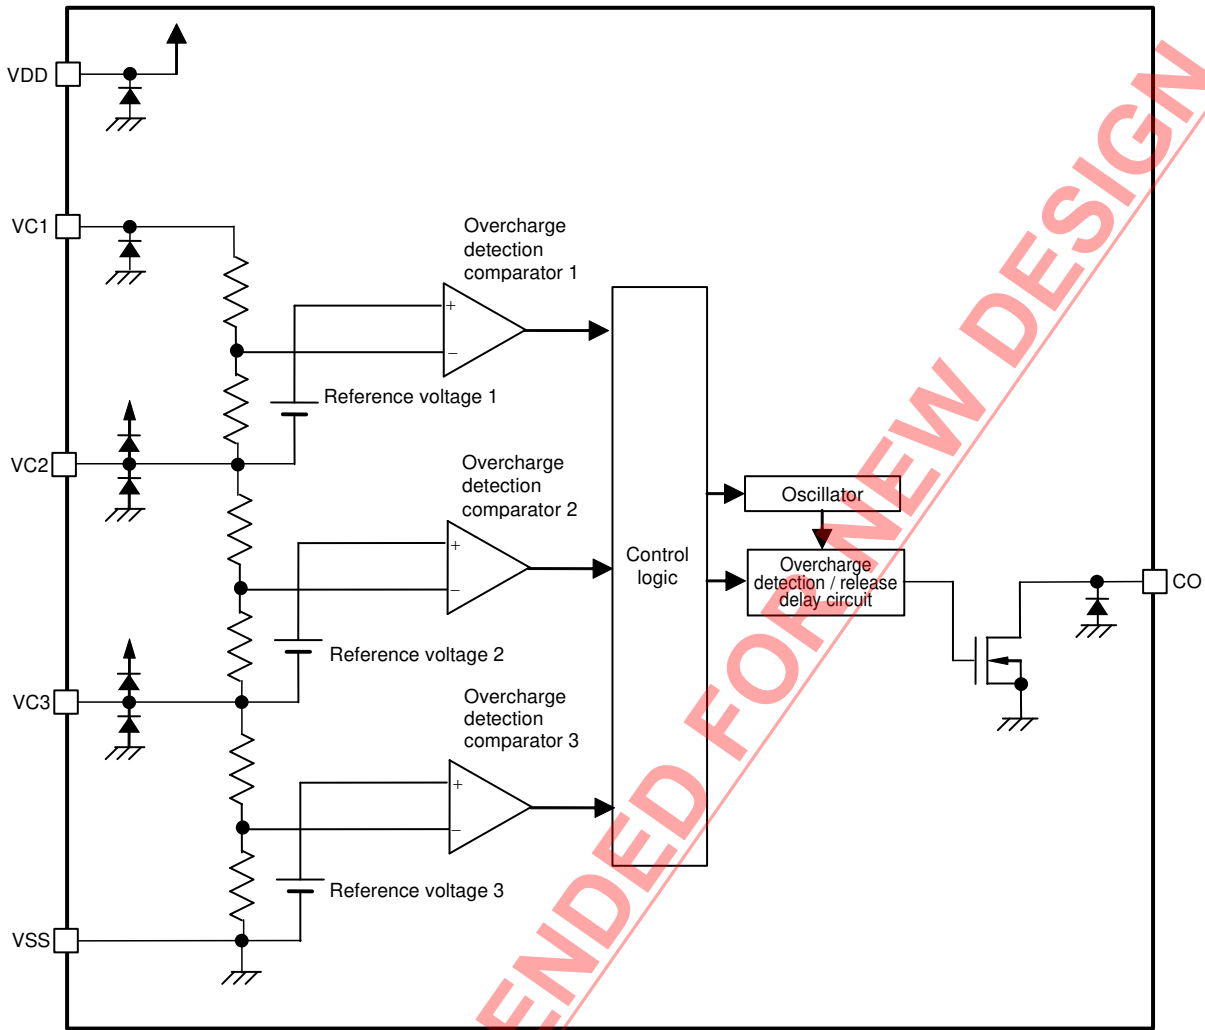 VDD
VC1
Overcharge
detection
comparator 1
+
−
Reference voltage 1
VC2
Overcharge
detection
comparator 2
+
−
Reference voltage 2
Oscillator
Control
logic
Overcharge
detection / release
delay circuit
CO
VC3
Overcharge
detection
comparator 3
+
−
Reference voltage 3
VSS
ENDED FOR NEW DESIGN